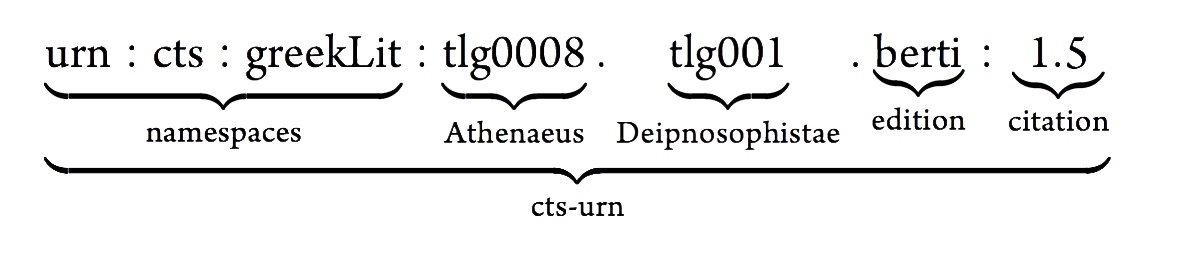 urn : cts : greekLit : tlg0008 . tlg001 . berti : 1.5
namespaces Athenaeus Deipnosophistae edition citation
cts-urn